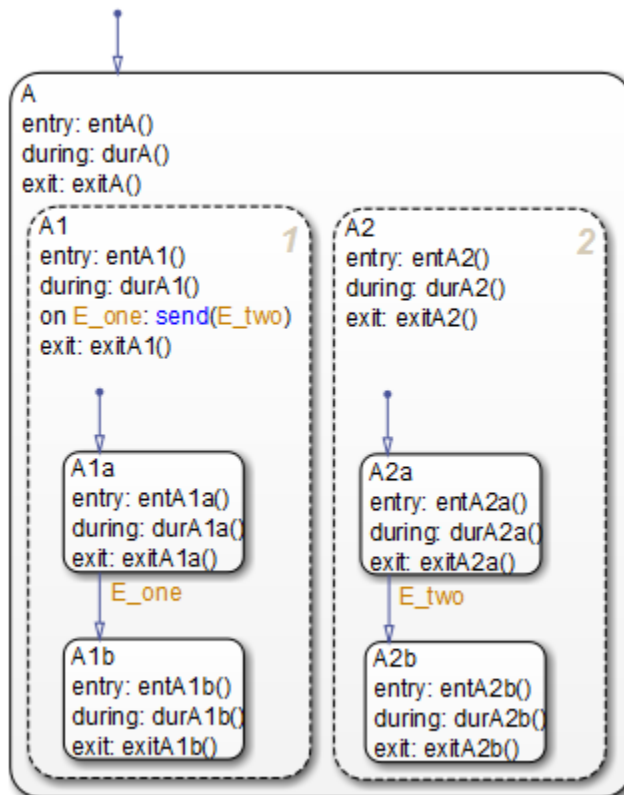 A
entry: entA()
during: durA()
exit: exitA()
A1
1
entry: entA1()
during: durA1()
on E_one: send(E_two)
exit: exitA1()
A1a
entry: entA1a()
during: durA1a()
exit: exitA1a()
E_one
A1b
entry: entA1b()
during: durA1b()
exit: exitA1b()
A2
2
entry: entA2()
during: durA2()
exit: exitA2()
A2a
entry: entA2a()
during: durA2a()
exit: exitA2a()
E_two
A2b
entry: entA2b()
during: durA2b()
exit: exitA2b()